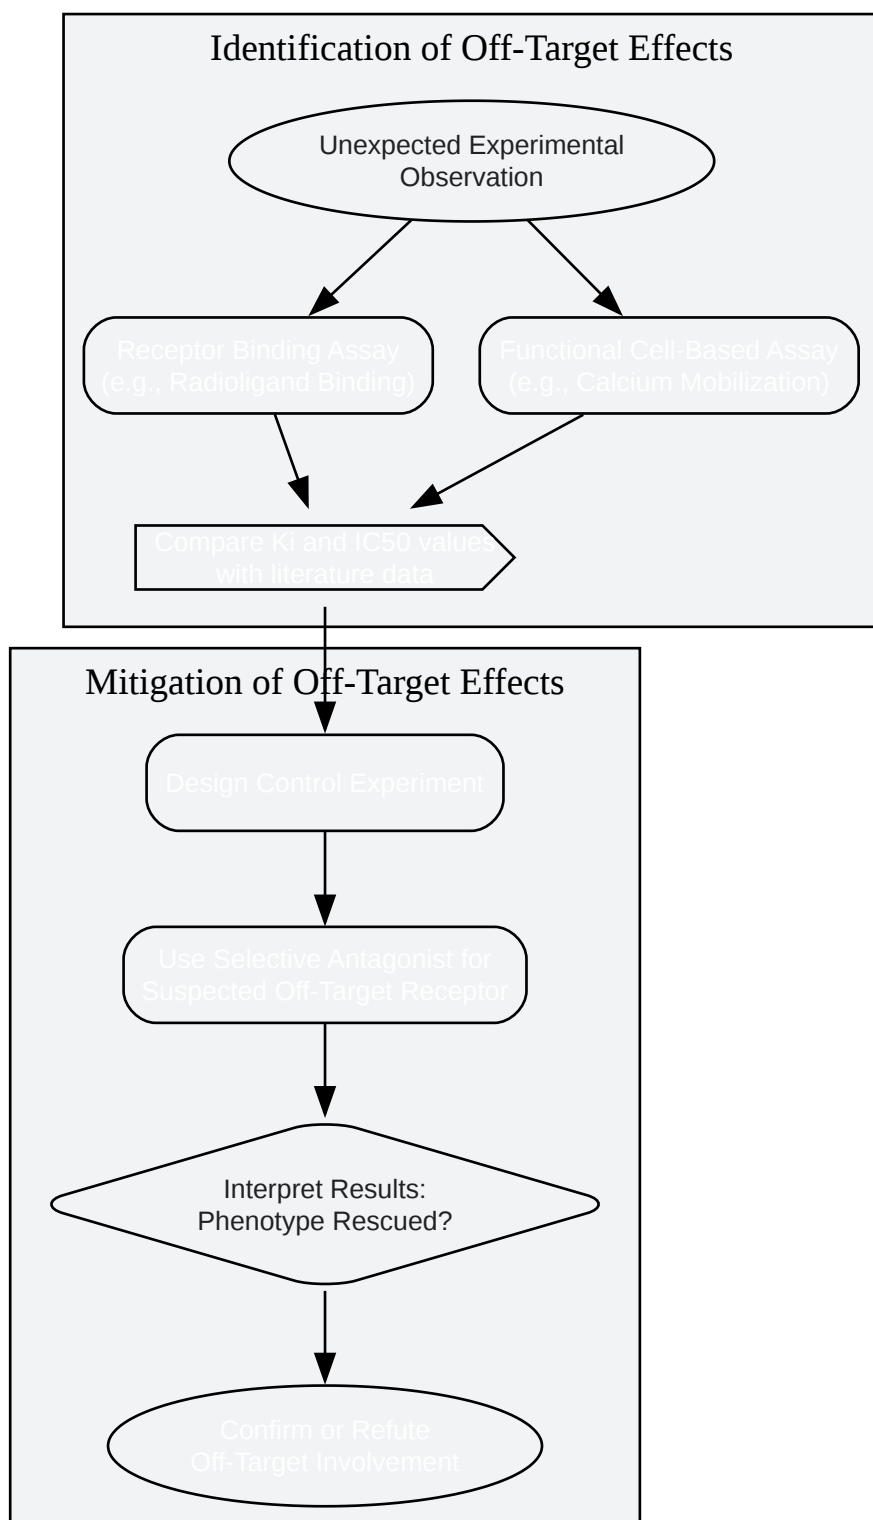 Identification of Off-Target Effects
Unexpected Experimental
Observation
Receptor Binding Assay
(e.g., Radioligand Binding)
Functional Cell-Based Assay
(e.g., Calcium Mobilization)
Compare Ki and IC50 values
with literature data
Mitigation of Off-Target Effects
Design Control Experiment
Use Selective Antagonist for
Suspected Off-Target Receptor
Interpret Results:
Phenotype Rescued?
Confirm or Refute
Off-Target Involvement